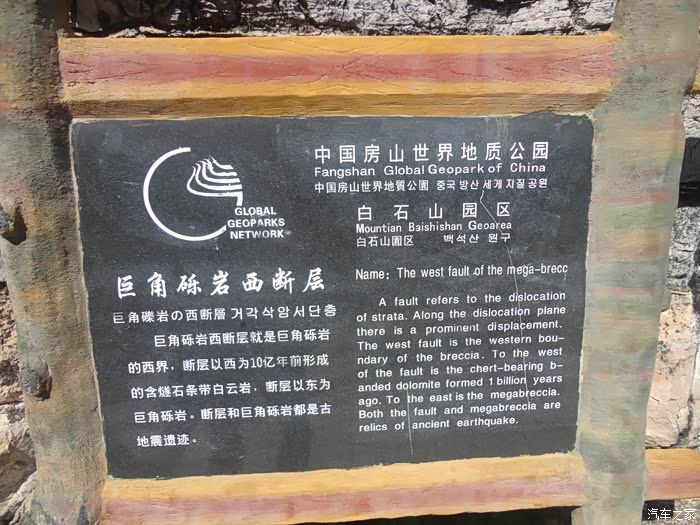 GLOBAL
GEOPARKS
NETWORK
中国房山世界地质公园
Fangshan Global Geopark of China
中国房山世界地質公園 중국 방산 세계 지질 공원
白石山园区
Mountian Baishishan Geoarea
白石山園区 백석산 원구
巨角砾岩西断层
巨角礫岩の西断層 거각삭암서단층
巨角砾岩西断层就是巨角砾岩
的西界，断层以西为10亿年前形成
的含燧石条带白云岩，断层以东为
巨角砾岩。断层和巨角砾岩都是古
地震遗迹。
Name: The west fault of the mega-brecc
A fault refers to the dislocation
of strata. Along the dislocation plane
there is a prominent displacement.
The west fault is the western bou-
ndary of the breccia. To the west
of the fault is the chert-bearing b-
anded dolomite formed 1 billion years
ago. To the east is the megabreccia.
Both the fault and megabreccia are
relics of ancient earthquake.
汽车之家